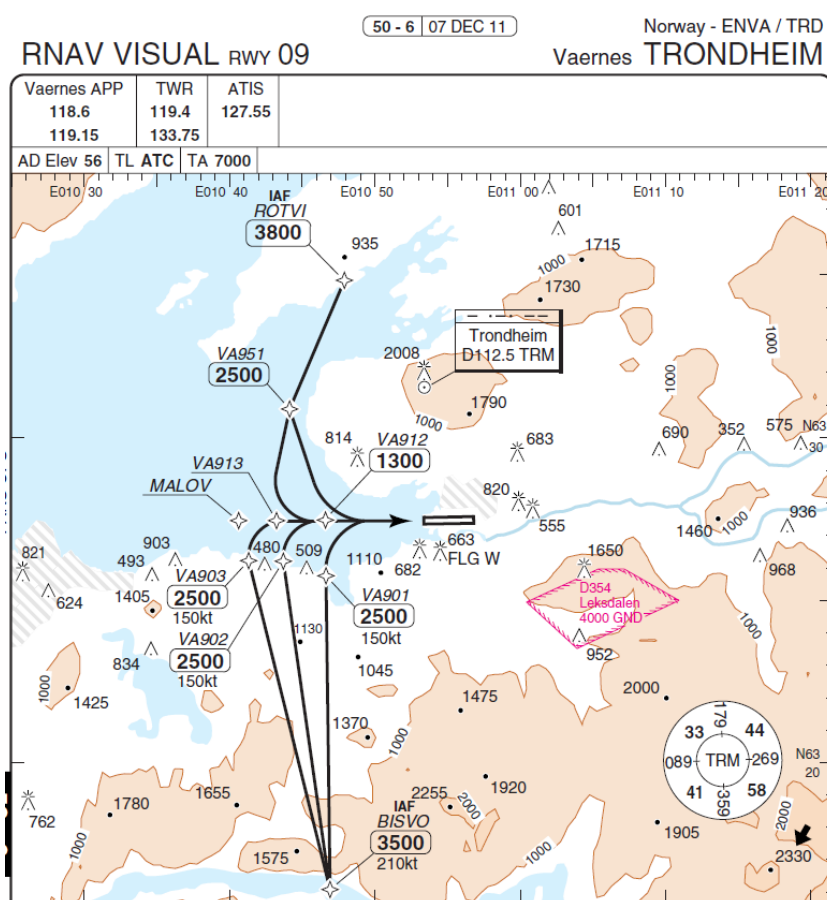 50 - 6 07 DEC 11
Norway - ENVA / TRD
RNAV VISUAL RWY 09
Vaernes TRONDHEIM
Vaernes APP
118.6
119.15
TWR
119.4
133.75
ATIS
127.55
AD Elev 56 TL ATC TA 7000
E010 30
E010 40
E010 50
E011 00
E011 10
E011 20
IAF
ROTVI
3800
935
601
1715
1000
1730
Trondheim
D112.5 TRM
VA951
2500
2008
1790
1000
1000
1000
352
575
N63
30
690
683
814
VA912
1300
VA913
MALOV
820
555
1460
1000
936
968
821
493
903
480
509
1110
682
663
FLG W
1650
624
1405
VA903
2500
150kt
VA901
2500
150kt
D354
Leksdalen
4000 GND
952
VA902
2500
150kt
834
1130
1045
1000
1000
1425
1370
1000
1475
2000
179
33
44
089
TRM
269
41
58
359
N63
20
1920
2255
2000
IAF
BISVO
3500
210kt
762
1780
1655
1000
1575
1000
1905
2000
2330